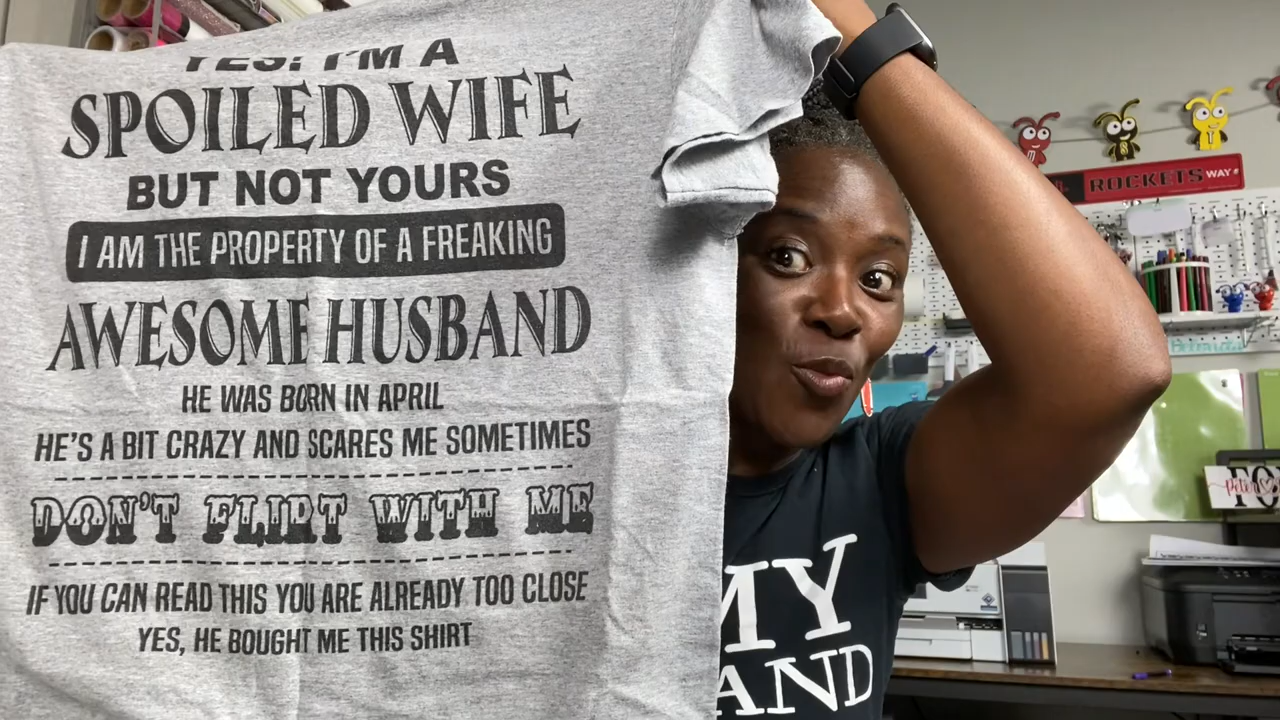 YES! I'M A
SPOILED WIFE
BUT NOT YOURS
I AM THE PROPERTY OF A FREAKING
AWESOME HUSBAND
HE WAS BORN IN APRIL
HE'S A BIT CRAZY AND SCARES ME SOMETIMES
DON'T FLIRT WITH ME
IF YOU CAN READ THIS YOU ARE ALREADY TOO CLOSE
YES, HE BOUGHT ME THIS SHIRT
MY
AND
ROCKETS WAY